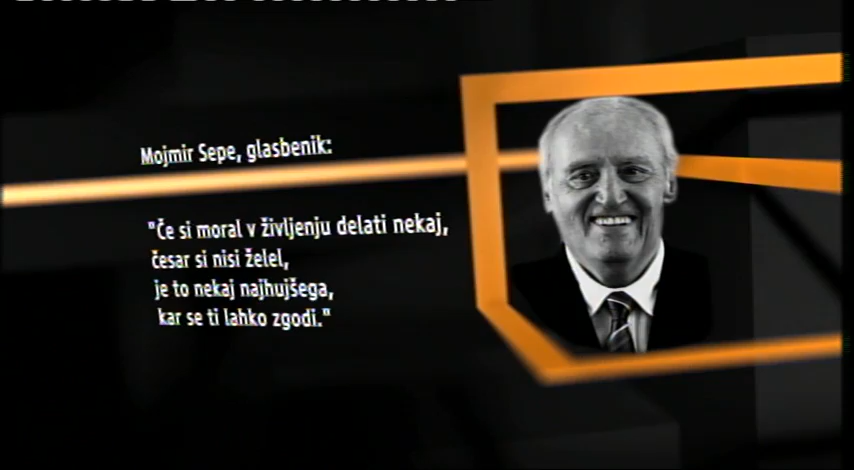 Mojmir Sepe, glasbenik:
"Če si moral v življenju delati nekaj,
česar si nisi želel,
je to nekaj najhujšega,
kar se ti lahko zgodi."